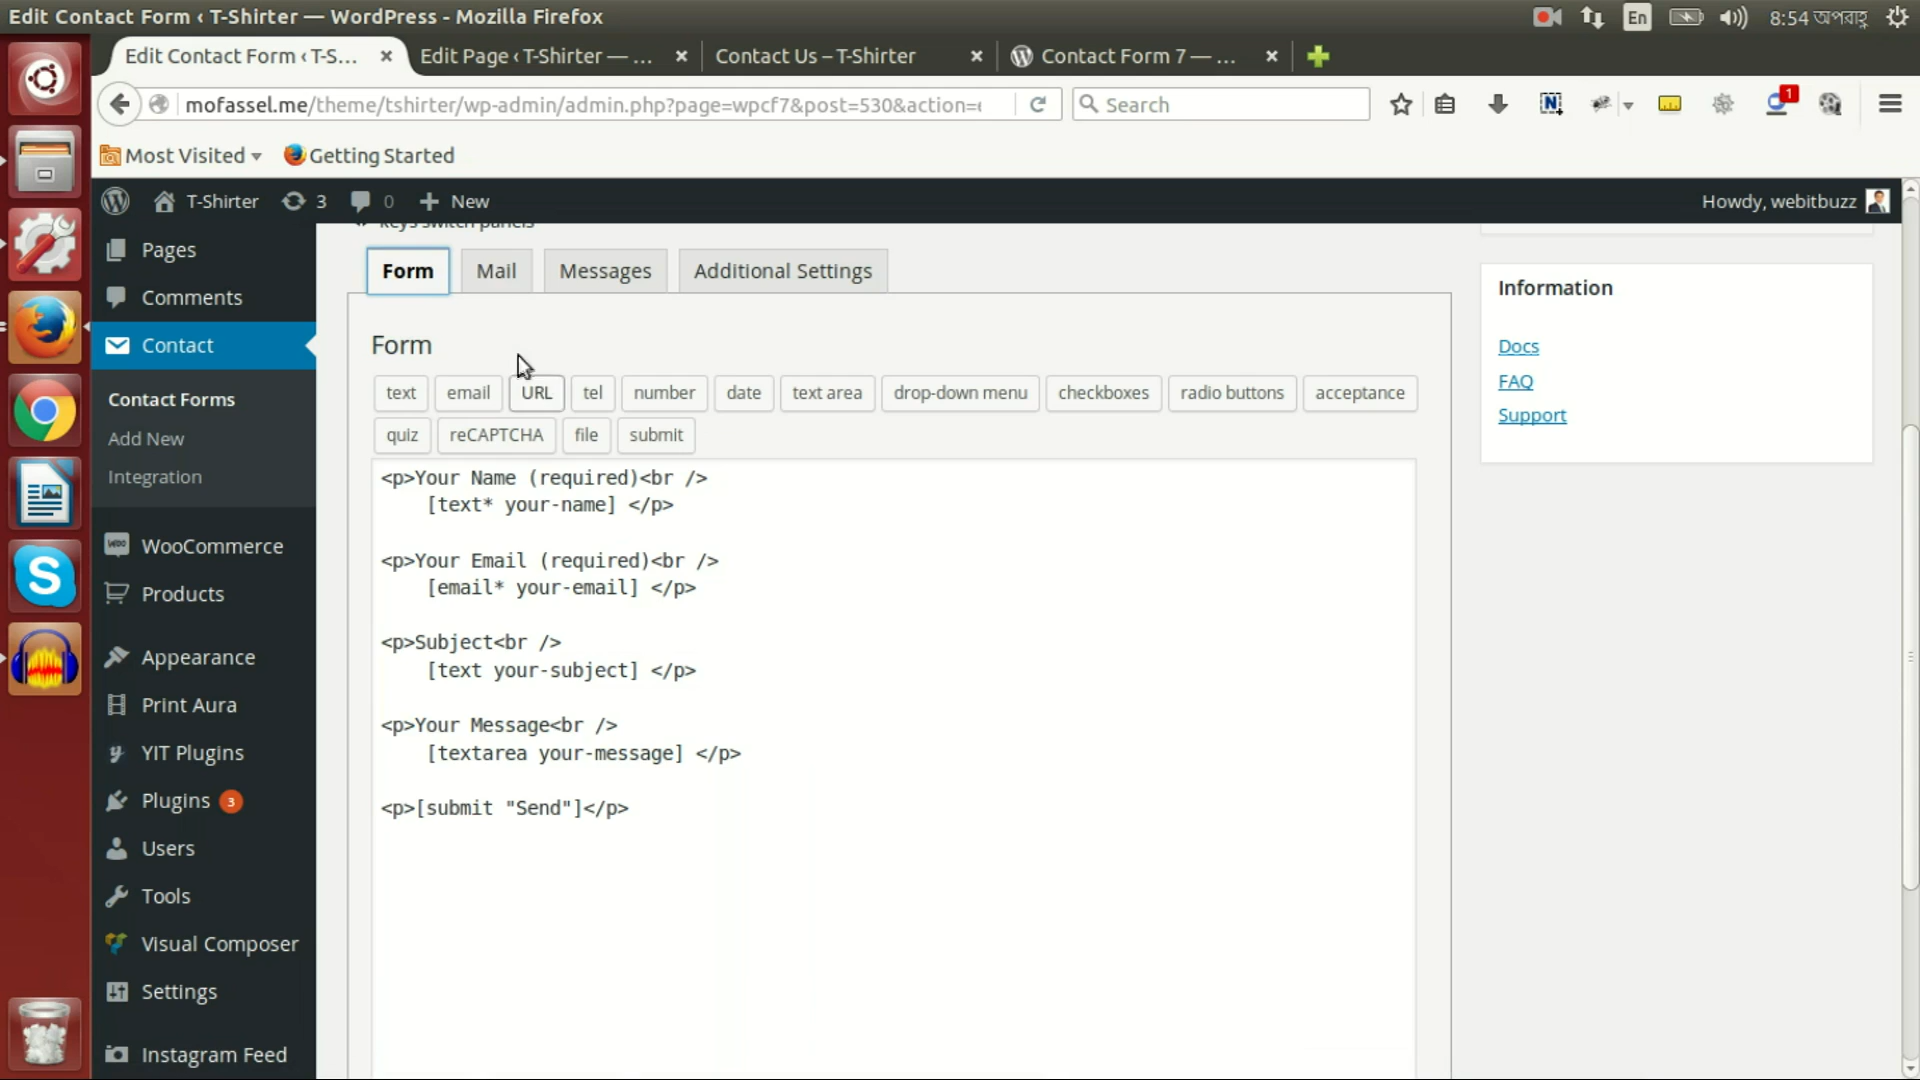 Edit Contact Form ‹ T-Shirter — WordPress - Mozilla Firefox
En
8:54 অপরাহ্ণ
Edit Contact Form ‹ T-S...
Edit Page ‹ T-Shirter — ...
Contact Us – T-Shirter
Contact Form 7 — ...
mofassel.me/theme/tshirter/wp-admin/admin.php?page=wpcf7&post=530&action=e
Search
1
Most Visited
Getting Started
T-Shirter
3
0
New
Howdy, webitbuzz
keys switch panels
Pages
Comments
Contact
Contact Forms
Add New
Integration
WooCommerce
Products
Appearance
Print Aura
YIT Plugins
Plugins 3
Users
Tools
Visual Composer
Settings
Instagram Feed
Form
Mail
Messages
Additional Settings
Form
text
email
URL
tel
number
date
text area
drop-down menu
checkboxes
radio buttons
acceptance
quiz
reCAPTCHA
file
submit
<p>Your Name (required)<br />
[text* your-name] </p>
<p>Your Email (required)<br />
[email* your-email] </p>
<p>Subject<br />
[text your-subject] </p>
<p>Your Message<br />
[textarea your-message] </p>
<p>[submit "Send"]</p>
Information
Docs
FAQ
Support